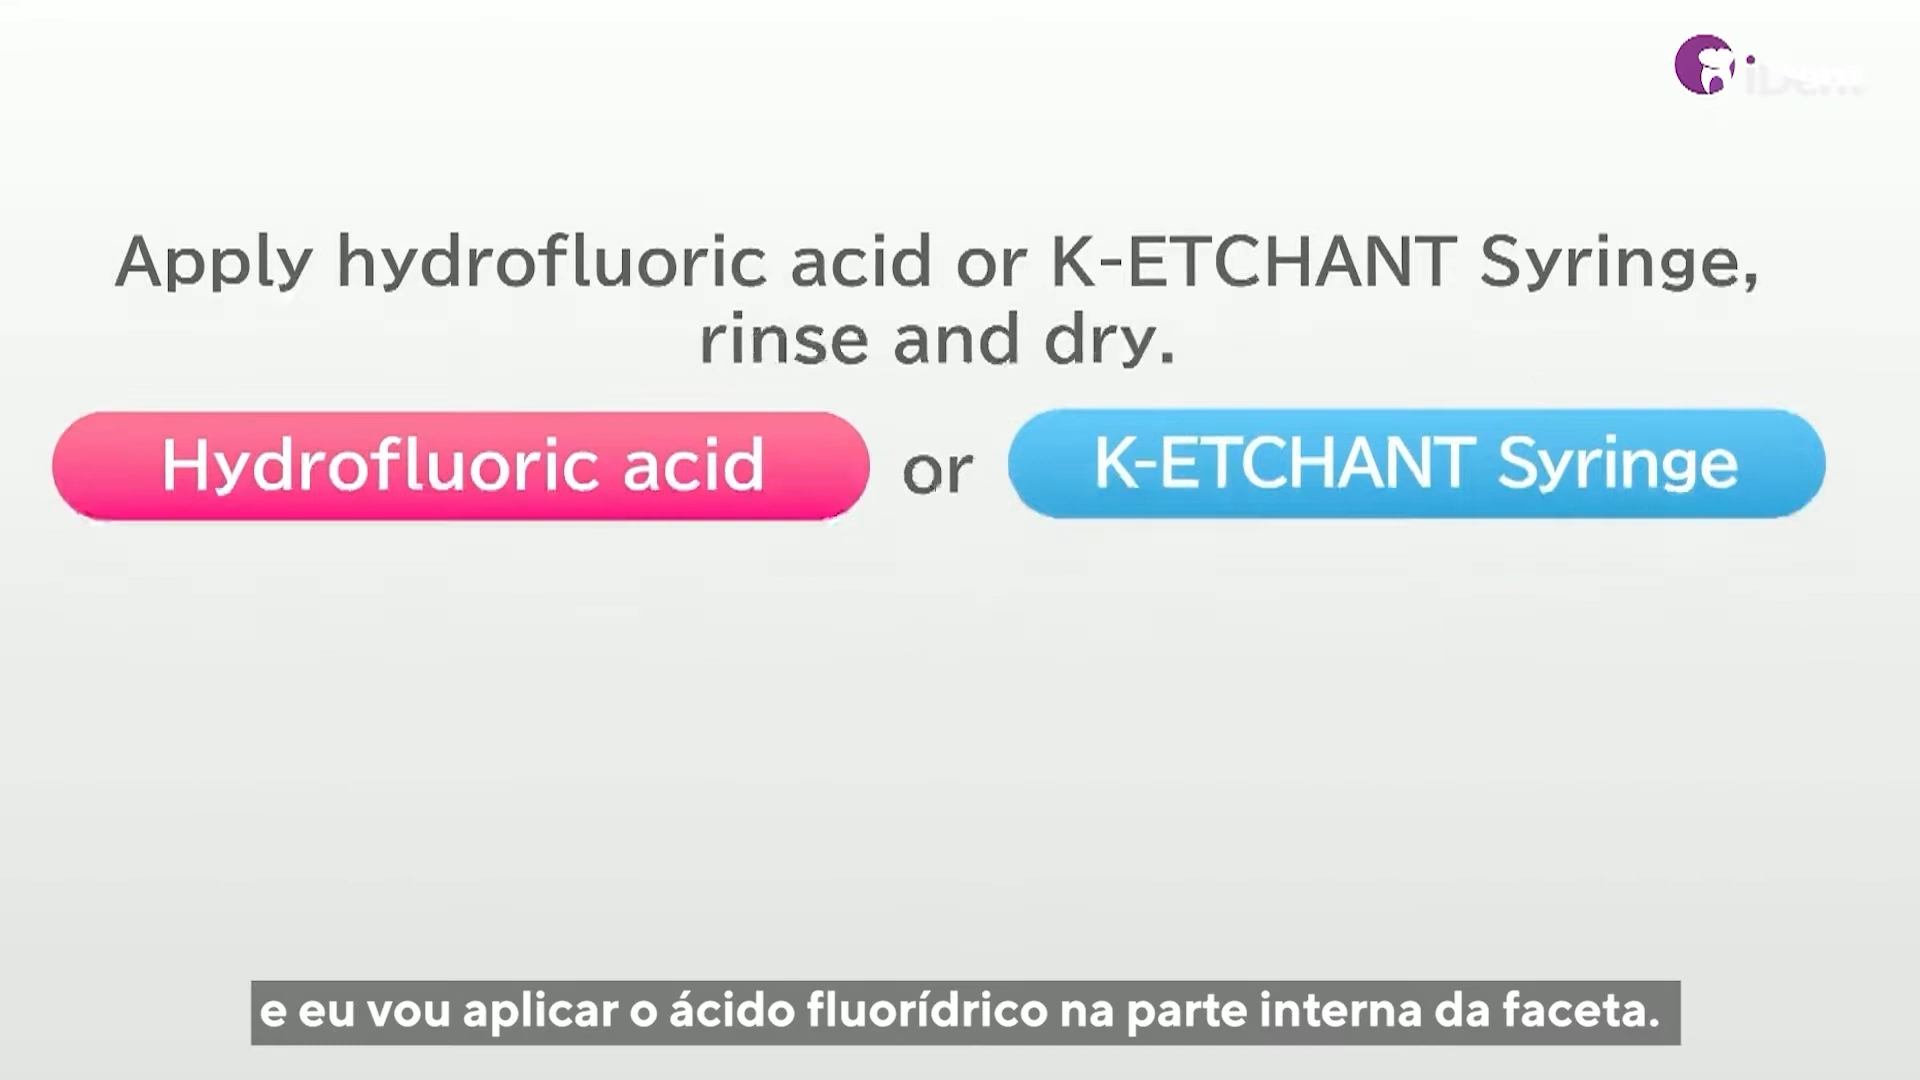 iDent
Apply hydrofluoric acid or K-ETCHANT Syringe,
rinse and dry.
Hydrofluoric acid or K-ETCHANT Syringe
e eu vou aplicar o ácido fluorídrico na parte interna da faceta.